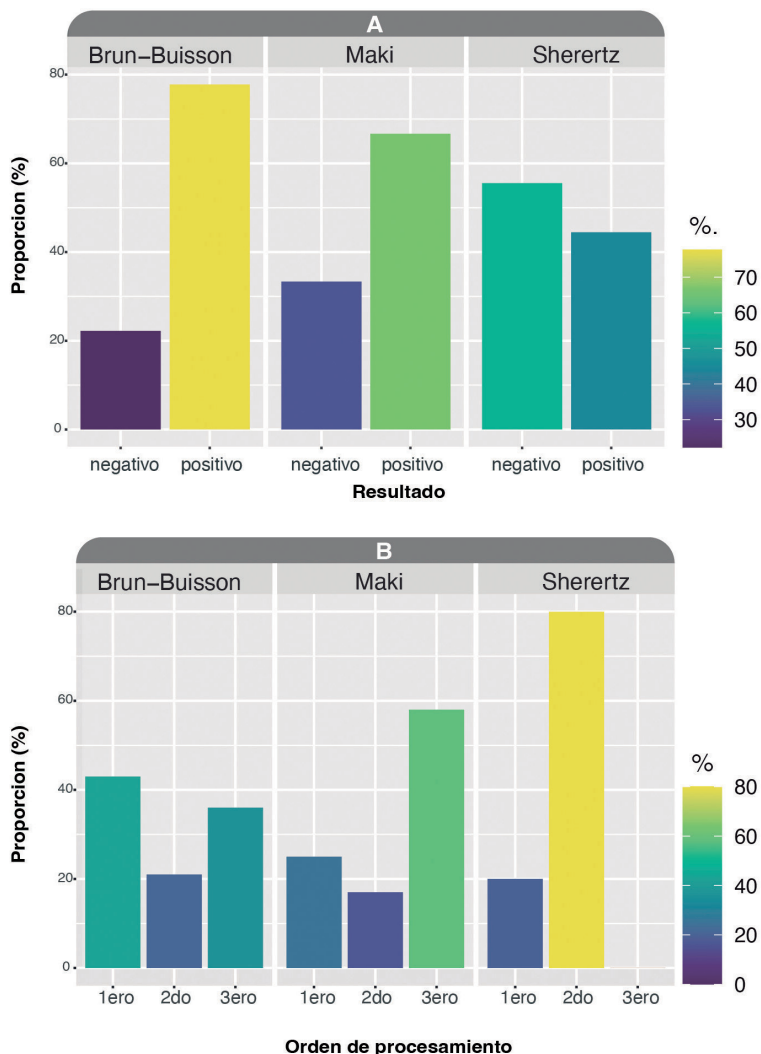 A
Brun-Buisson Maki Sherertz
Proporcion (%)
80
60
40
20
0
negativo positivo negativo positivo negativo positivo
Resultado
%.
70
60
50
40
30
B
Brun-Buisson Maki Sherertz
Proporcion (%)
80
60
40
20
0
1ero 2do 3ero 1ero 2do 3ero 1ero 2do 3ero
Orden de procesamiento
%
80
60
40
20
0